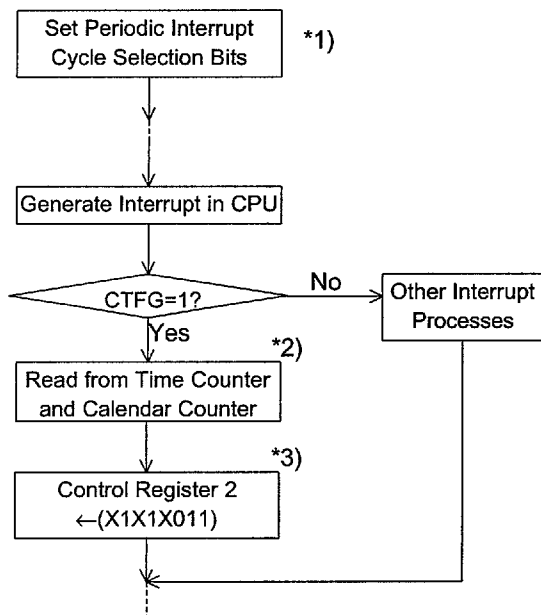 Set Periodic Interrupt
Cycle Selection Bits
*1)
Generate Interrupt in CPU
CTFG=1?
No
Other Interrupt
Processes
Yes
*2)
Read from Time Counter
and Calendar Counter
*3)
Control Register 2
←(X1X1X011)